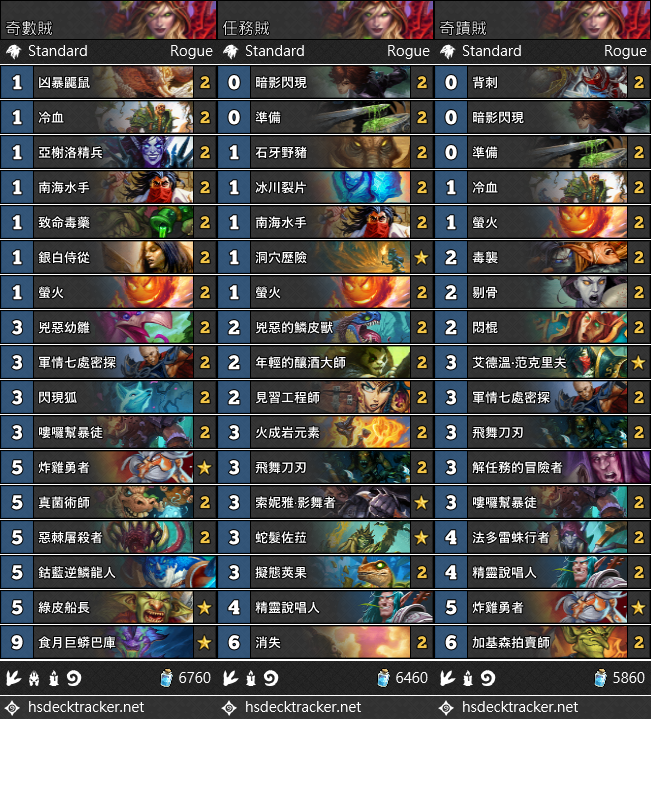 奇數賊
Standard Rogue
1 凶暴鼴鼠 2
1 冷血 2
1 亞榭洛精兵 2
1 南海水手 2
1 致命毒藥 2
1 銀白侍從 2
1 螢火 2
3 兇惡幼雛 2
3 軍情七處密探 2
3 閃現狐 2
3 嘍囉幫暴徒 2
5 炸雞勇者
5 真菌術師 2
5 惡棘屠殺者 2
5 鈷藍逆鱗龍人
5 綠皮船長
9 食月巨蟒巴庫
6760
hsdecktracker.net
任務賊
Standard Rogue
0 暗影閃現 2
0 準備 2
1 石牙野豬 2
1 冰川裂片 2
1 南海水手 2
1 洞穴歷險
1 螢火 2
2 兇惡的鱗皮獸 2
2 年輕的釀酒大師 2
2 見習工程師 2
3 火成岩元素 2
3 飛舞刀刃 2
3 索妮雅·影舞者
3 蛇髮佐菈
3 擬態莢果 2
4 精靈說唱人
6 消失 2
6460
hsdecktracker.net
奇蹟賊
Standard Rogue
0 背刺 2
0 暗影閃現
0 準備 2
1 冷血 2
1 螢火 2
2 毒襲 2
2 剔骨 2
2 悶棍 2
3 艾德溫·范克里夫
3 軍情七處密探 2
3 飛舞刀刃 2
3 解任務的冒險者
3 嘍囉幫暴徒 2
4 法多雷蛛行者 2
4 精靈說唱人 2
5 炸雞勇者
6 加基森拍賣師 2
5860
hsdecktracker.net